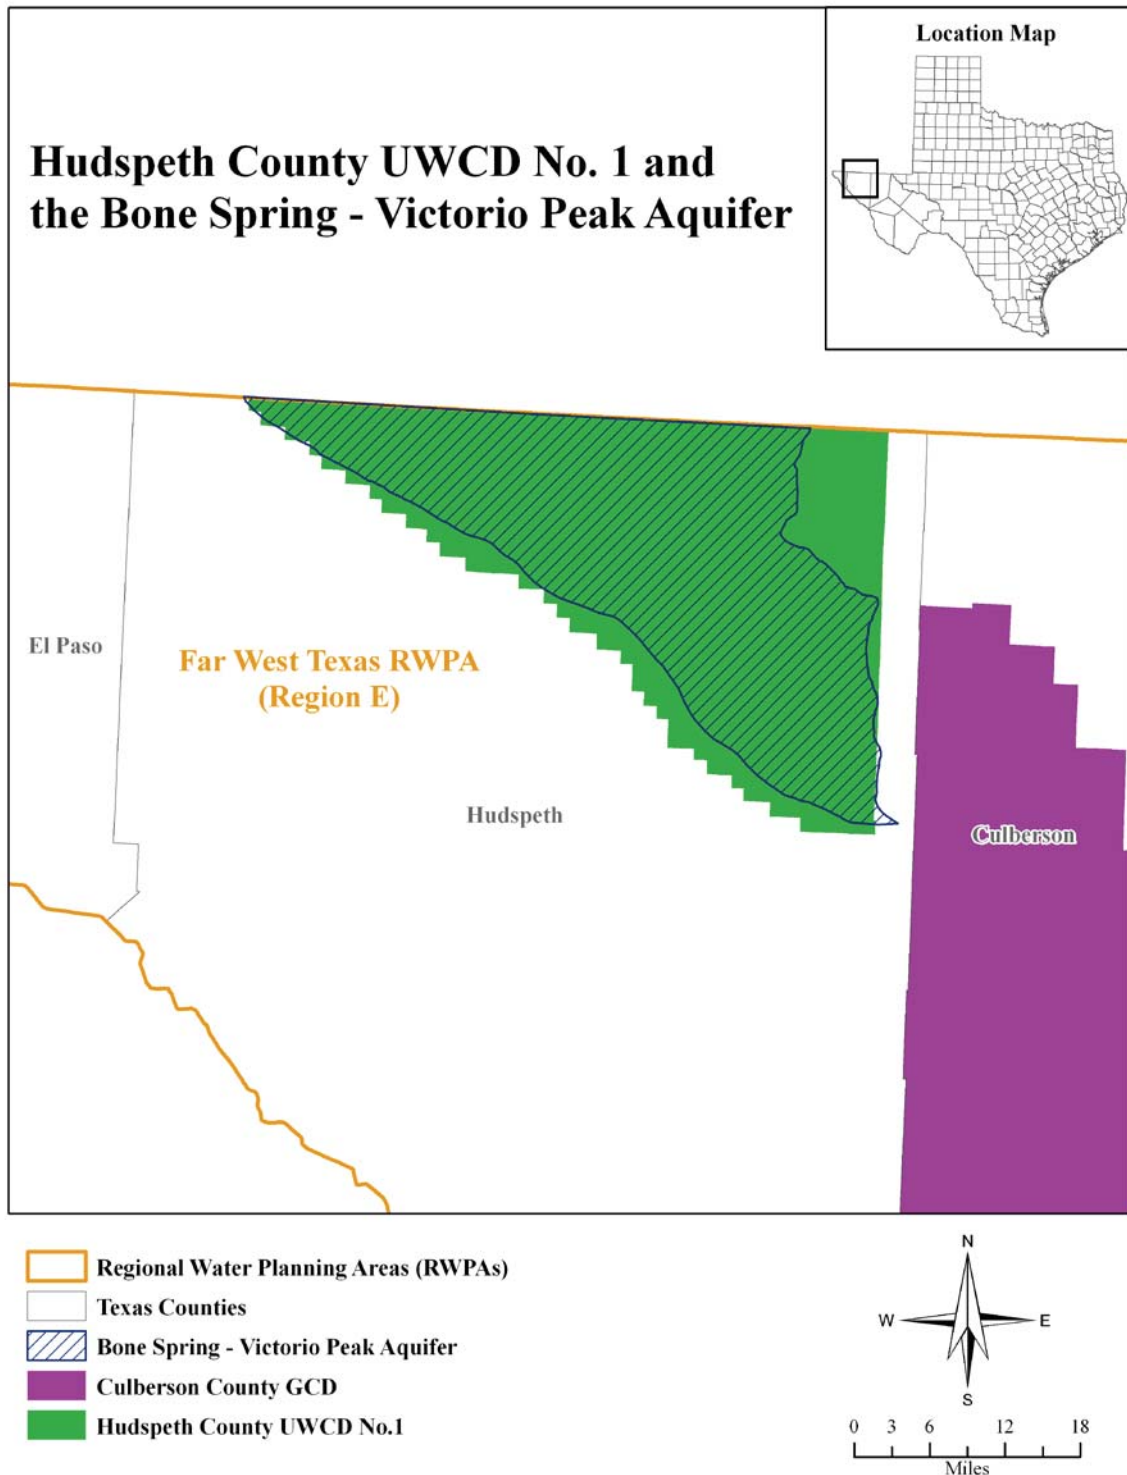 Location Map
Hudspeth County UWCD No. 1 and
the Bone Spring - Victorio Peak Aquifer
El Paso
Far West Texas RWPA
(Region E)
Hudspeth
Culberson
Regional Water Planning Areas (RWPAs)
Texas Counties
Bone Spring - Victorio Peak Aquifer
Culberson County GCD
Hudspeth County UWCD No.1
N
W E
S
0 3 6 12 18
Miles